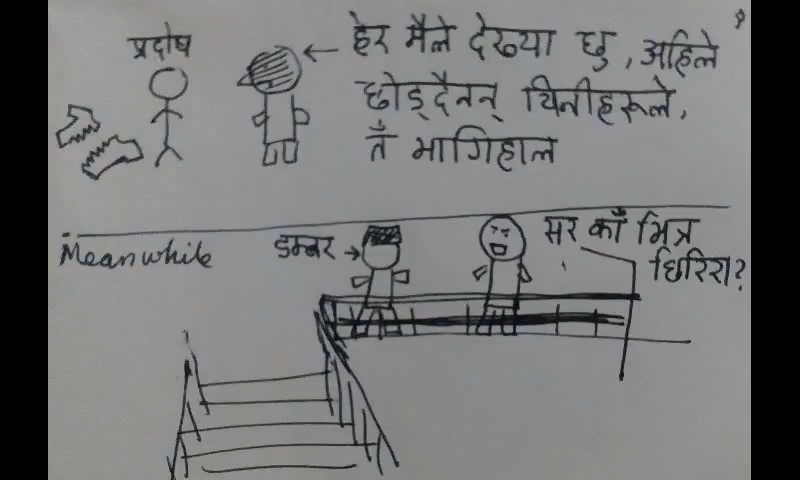 प्रदोष
हेर मैले देख्या छु, अहिले
छोड्दैनन् यिनीहरूले,
तँ भागिहाल
Meanwhile
डम्बर
सर काँ भित्र
छिरिरा?